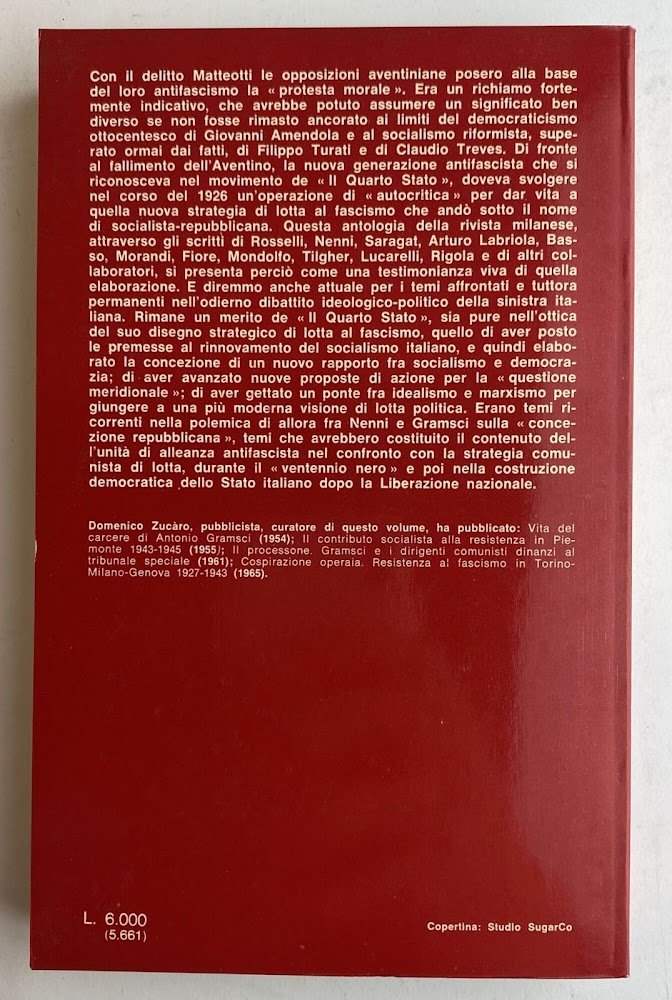 Con il delitto Matteotti le opposizioni aventiniane posero alla base
del loro antifascismo la « protesta morale ». Era un richiamo forte-
mente indicativo, che avrebbe potuto assumere un significato ben
diverso se non fosse rimasto ancorato ai limiti del democraticismo
ottocentesco di Giovanni Amendola e al socialismo riformista, supe-
rato ormai dai fatti, di Filippo Turati e di Claudio Treves. Di fronte
al fallimento dell'Aventino, la nuova generazione antifascista che si
riconosceva nel movimento de « Il Quarto Stato », doveva svolgere
nel corso del 1926 un'operazione di « autocritica » per dar vita a
quella nuova strategia di lotta al fascismo che andò sotto il nome
di socialista-repubblicana. Questa antologia della rivista milanese,
attraverso gli scritti di Rosselli, Nenni, Saragat, Arturo Labriola, Bas-
so, Morandi, Fiore, Mondolfo, Tilgher, Lucarelli, Rigola e di altri col-
laboratori, si presenta perciò come una testimonianza viva di quella
elaborazione. E diremmo anche attuale per i temi affrontati e tuttora
permanenti nell'odierno dibattito ideologico-politico della sinistra ita-
liana. Rimane un merito de « Il Quarto Stato », sia pure nell'ottica
del suo disegno strategico di lotta al fascismo, quello di aver posto
le premesse al rinnovamento del socialismo italiano, e quindi elabo-
rato la concezione di un nuovo rapporto fra socialismo e democra-
zia; di aver avanzato nuove proposte di azione per la « questione
meridionale »; di aver gettato un ponte fra idealismo e marxismo per
giungere a una più moderna visione di lotta politica. Erano temi ri-
correnti nella polemica di allora fra Nenni e Gramsci sulla « conce-
zione repubblicana », temi che avrebbero costituito il contenuto del-
l'unità di alleanza antifascista nel confronto con la strategia comu-
nista di lotta, durante il « ventennio nero » e poi nella costruzione
democratica dello Stato italiano dopo la Liberazione nazionale.
Domenico Zucàro, pubblicista, curatore di questo volume, ha pubblicato: Vita del
carcere di Antonio Gramsci (1954); Il contributo socialista alla resistenza in Pie-
monte 1943-1945 (1955); Il processone. Gramsci e i dirigenti comunisti dinanzi al
tribunale speciale (1961); Cospirazione operaia. Resistenza al fascismo in Torino-
Milano-Genova 1927-1943 (1965).
L. 6.000
(5.661)
Copertina: Studio SugarCo